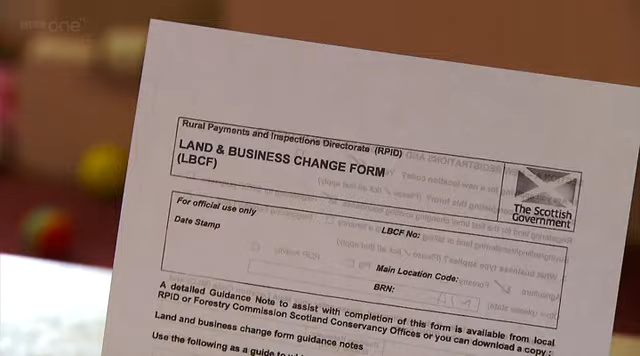 BBC one
Rural Payments and Inspections Directorate (RPID)
LAND & BUSINESS CHANGE FORM
(LBCF)
The Scottish
Government
For official use only
Date Stamp
LBCF No:
Main Location Code:
BRN:
A detailed Guidance Note to assist with completion of this form is available from local
RPID or Forestry Commission Scotland Conservancy Offices or you can download a copy
Land and business change form guidance notes
Use the following as a guide to